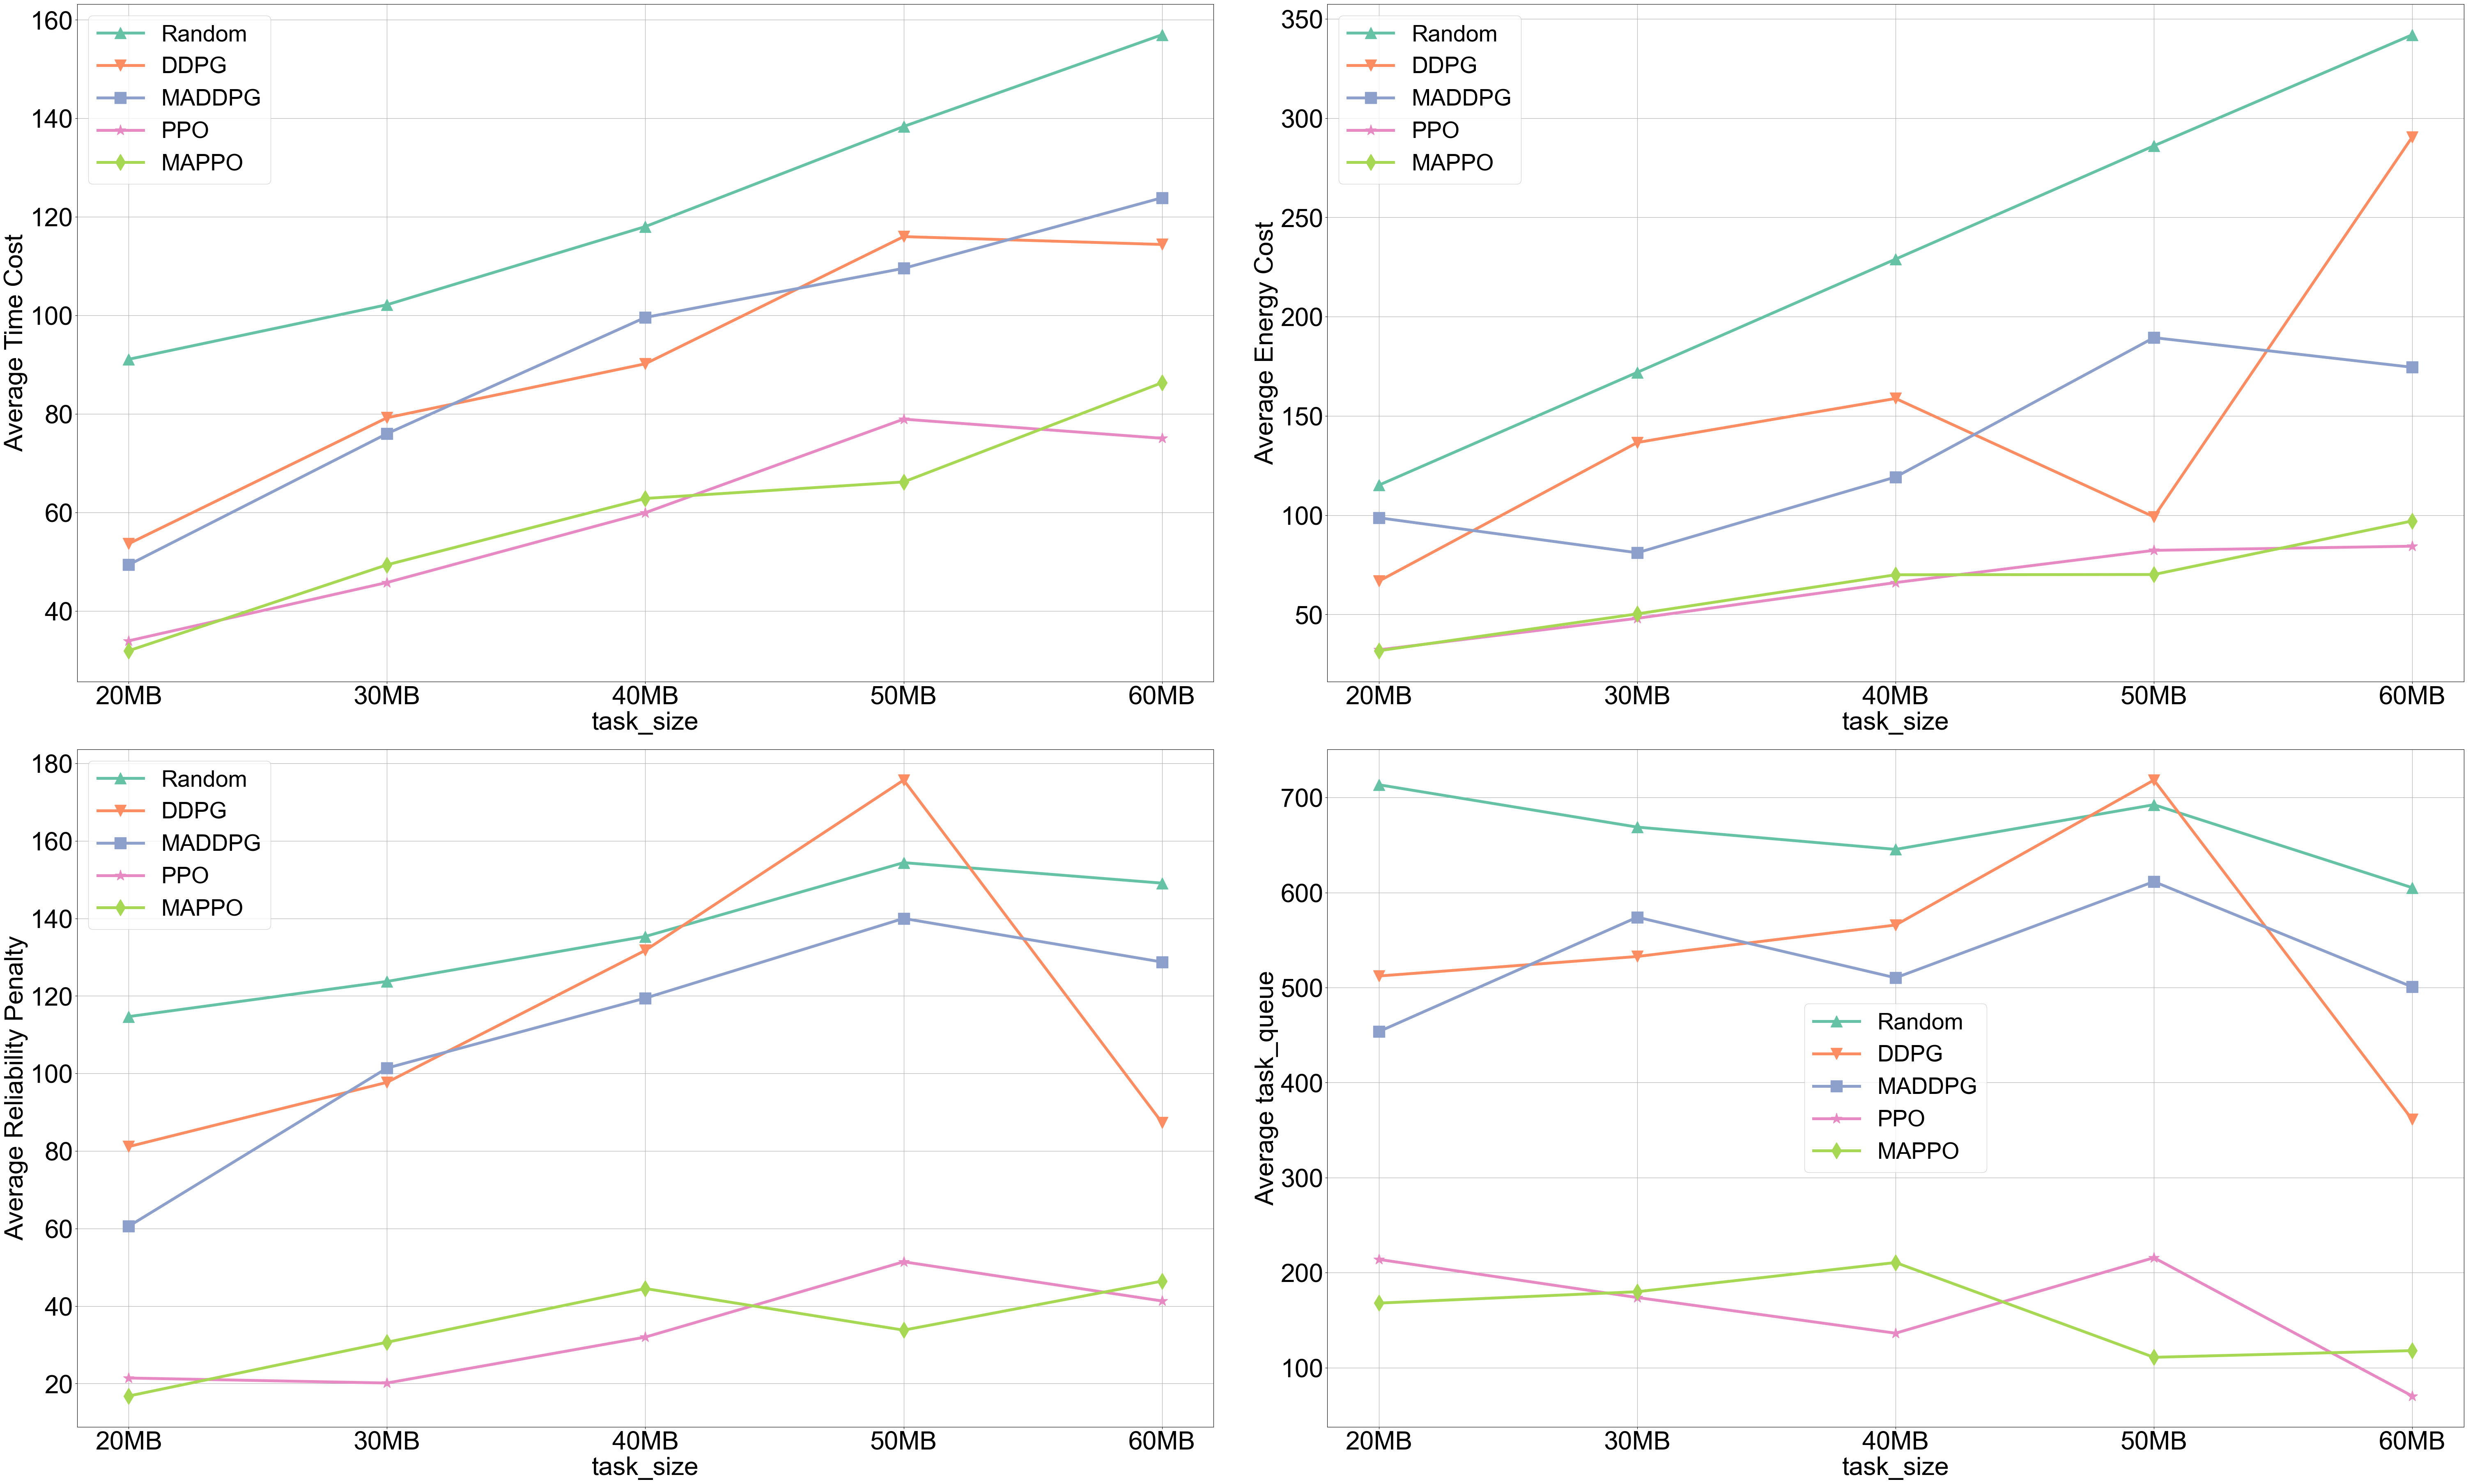 160
140
120
100
80
60
40
Average Time Cost
Random
DDPG
MADDPG
PPO
MAPPO
20MB 30MB 40MB 50MB 60MB
task_size
350
300
250
200
150
100
50
Average Energy Cost
Random
DDPG
MADDPG
PPO
MAPPO
20MB 30MB 40MB 50MB 60MB
task_size
180
160
140
120
100
80
60
40
20
Average Reliability Penalty
Random
DDPG
MADDPG
PPO
MAPPO
20MB 30MB 40MB 50MB 60MB
task_size
700
600
500
400
300
200
100
Average task_queue
Random
DDPG
MADDPG
PPO
MAPPO
20MB 30MB 40MB 50MB 60MB
task_size